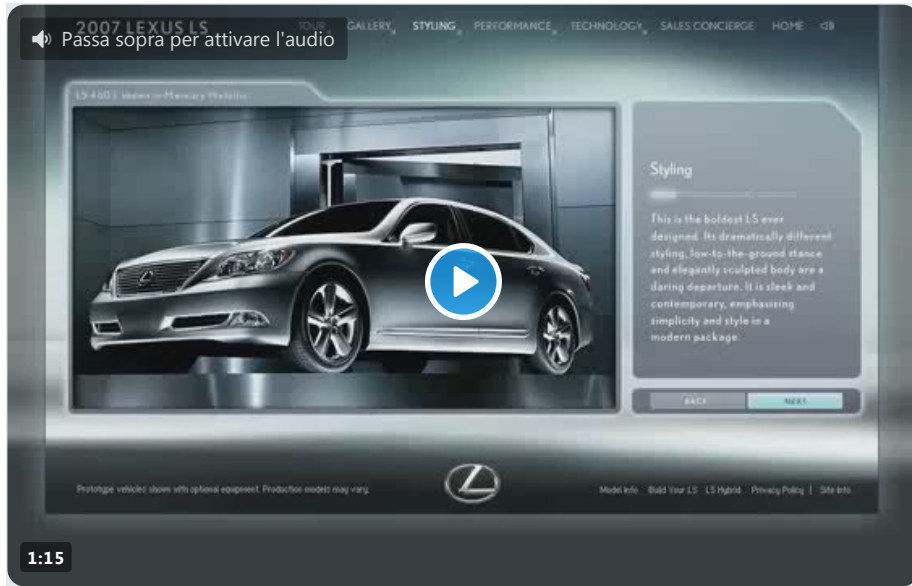 2007 LEXUS LS
TOUR GALLERY STYLING PERFORMANCE TECHNOLOGY SALES CONCIERGE HOME
Passa sopra per attivare l'audio
LS 460 L shown in Mercury Metallic
Styling
This is the boldest LS ever
designed. Its dramatically different
styling, low-to-the-ground stance
and elegantly sculpted body are a
daring departure. It is sleek and
contemporary, emphasising
simplicity and style in a
modern package.
BACK NEXT
Prototype vehicles shown with optional equipment. Production models may vary.
Model Info Build Your LS LS Hybrid Privacy Policy | Site Info
1:15